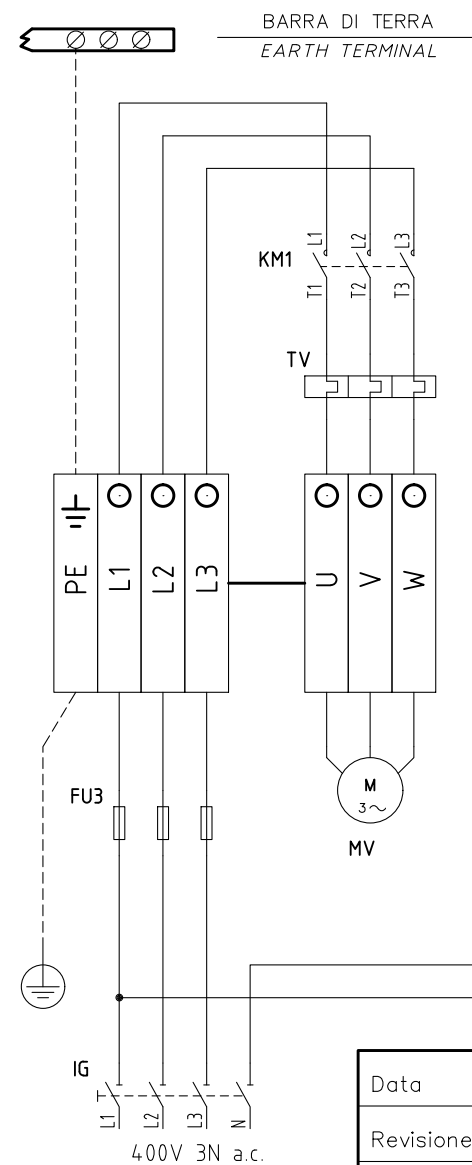 BARRA DI TERRA
EARTH TERMINAL
KM1
L1
L2
L3
T1
T2
T3
TV
PE
L1
L2
L3
U
V
W
FU3
M
3~
MV
IG
L1
L2
L3
N
400V 3N a.c.
Data
Revisione